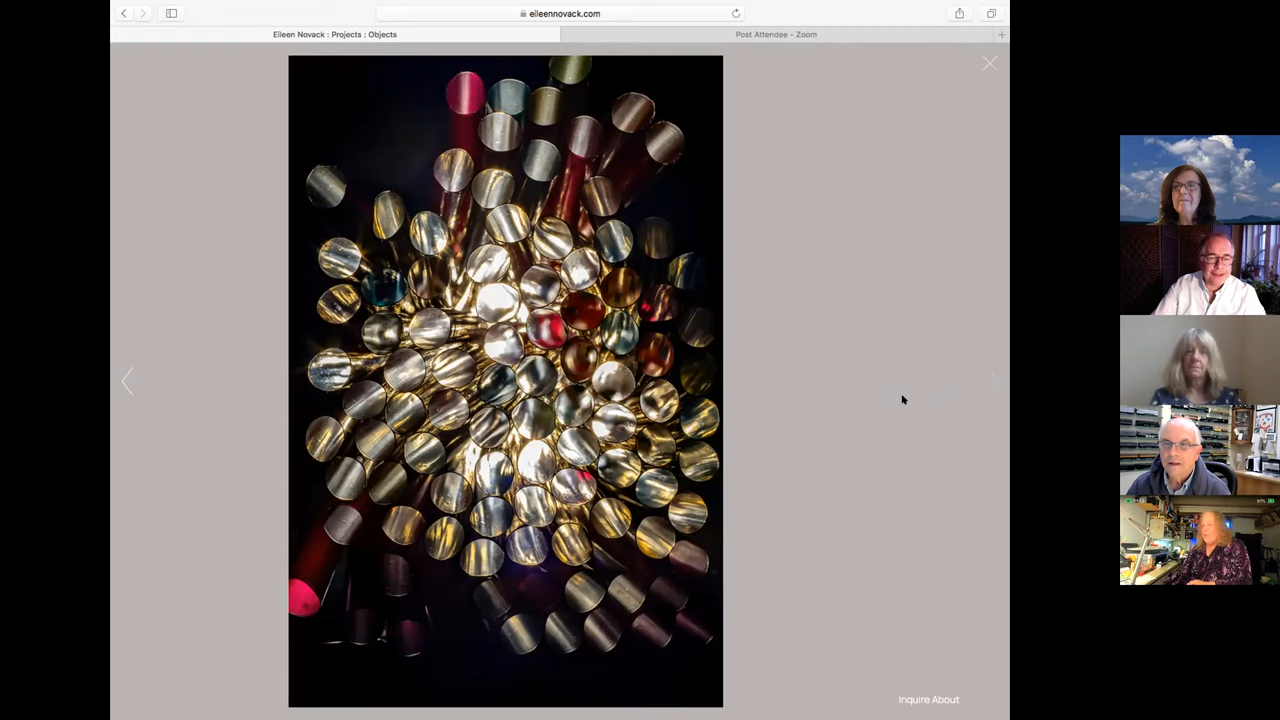 eileennovack.com
Eileen Novack : Projects : Objects
Post Attendee - Zoom
Inquire About